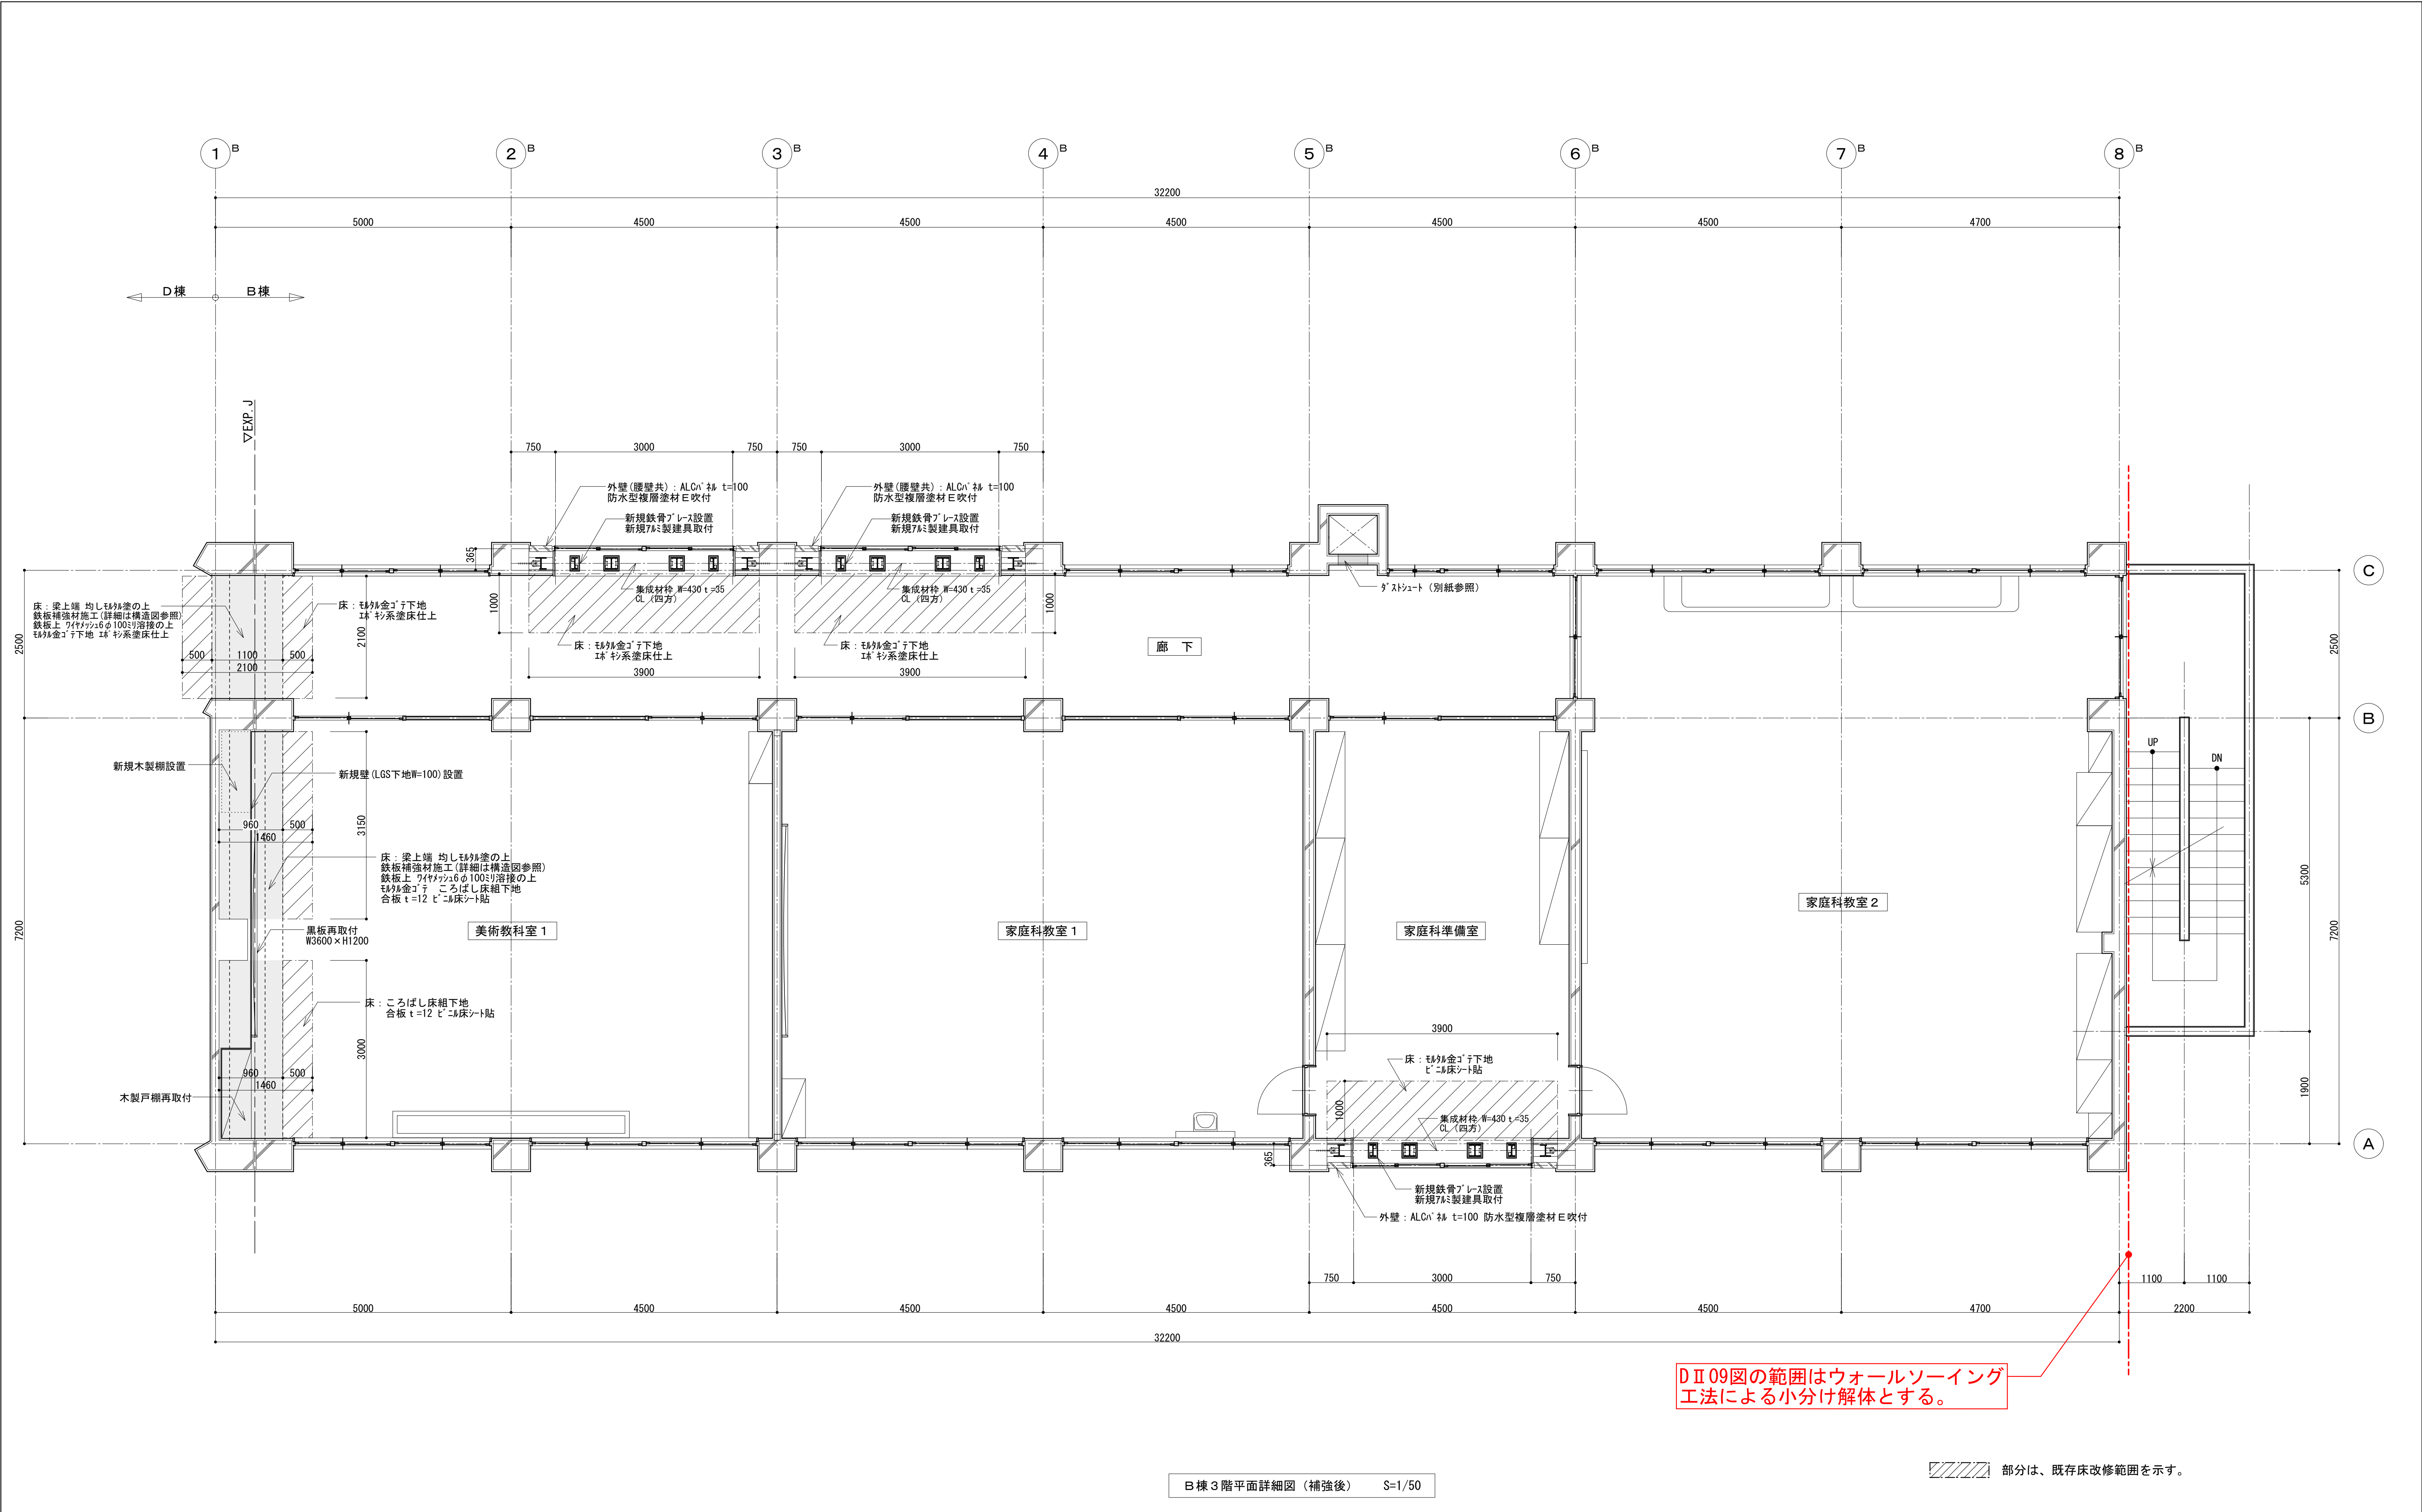 1 B
2 B
3 B
4 B
5 B
6 B
7 B
8 B
32200
5000
4500
4500
4500
4500
4500
4700
D棟
B棟
▽EXP.J
750
3000
750
750
3000
750
外壁(腰壁共)：ALCﾊﾟﾈﾙ t=100
防水型複層塗材E吹付
外壁(腰壁共)：ALCﾊﾟﾈﾙ t=100
防水型複層塗材E吹付
新規鉄骨ﾌﾞﾚｰｽ設置
新規ｱﾙﾐ製建具取付
新規鉄骨ﾌﾞﾚｰｽ設置
新規ｱﾙﾐ製建具取付
365
C
集成材枠 W=430 t=35
CL（四方）
集成材枠 W=430 t=35
CL（四方）
ﾀﾞｽﾄｼｭｰﾄ（別紙参照）
1000
1000
床：梁上端 均しﾓﾙﾀﾙ塗の上
鉄板補強材施工(詳細は構造図参照)
鉄板上 ﾜｲﾔﾒｯｼｭ6φ100ﾐﾘ溶接の上
ﾓﾙﾀﾙ金ｺﾞﾃ下地 ｴﾎﾟｷｼ系塗床仕上
床：ﾓﾙﾀﾙ金ｺﾞﾃ下地
ｴﾎﾟｷｼ系塗床仕上
2100
2500
2500
床：ﾓﾙﾀﾙ金ｺﾞﾃ下地
ｴﾎﾟｷｼ系塗床仕上
床：ﾓﾙﾀﾙ金ｺﾞﾃ下地
ｴﾎﾟｷｼ系塗床仕上
廊　下
500
1100
500
2100
3900
3900
B
UP
DN
新規木製棚設置
新規壁(LGS下地W=100)設置
960
500
1460
3150
床：梁上端 均しﾓﾙﾀﾙ塗の上
鉄板補強材施工(詳細は構造図参照)
鉄板上 ﾜｲﾔﾒｯｼｭ6φ100ﾐﾘ溶接の上
ﾓﾙﾀﾙ金ｺﾞﾃ ころばし床組下地
合板 t=12 ﾋﾞﾆﾙ床ｼｰﾄ貼
5300
7200
7200
黒板再取付
W3600×H1200
美術教科室１
家庭科教室１
家庭科準備室
家庭科教室２
床：ころばし床組下地
合板 t=12 ﾋﾞﾆﾙ床ｼｰﾄ貼
3000
960
500
1460
木製戸棚再取付
3900
床：ﾓﾙﾀﾙ金ｺﾞﾃ下地
ﾋﾞﾆﾙ床ｼｰﾄ貼
1000
集成材枠 W=430 t=35
CL（四方）
1900
A
365
新規鉄骨ﾌﾞﾚｰｽ設置
新規ｱﾙﾐ製建具取付
外壁：ALCﾊﾟﾈﾙ t=100 防水型複層塗材E吹付
750
3000
750
1100
1100
5000
4500
4500
4500
4500
4500
4700
2200
32200
DⅡ09図の範囲はウォールソーイング
工法による小分け解体とする。
部分は、既存床改修範囲を示す。
B棟３階平面詳細図（補強後）　S=1/50